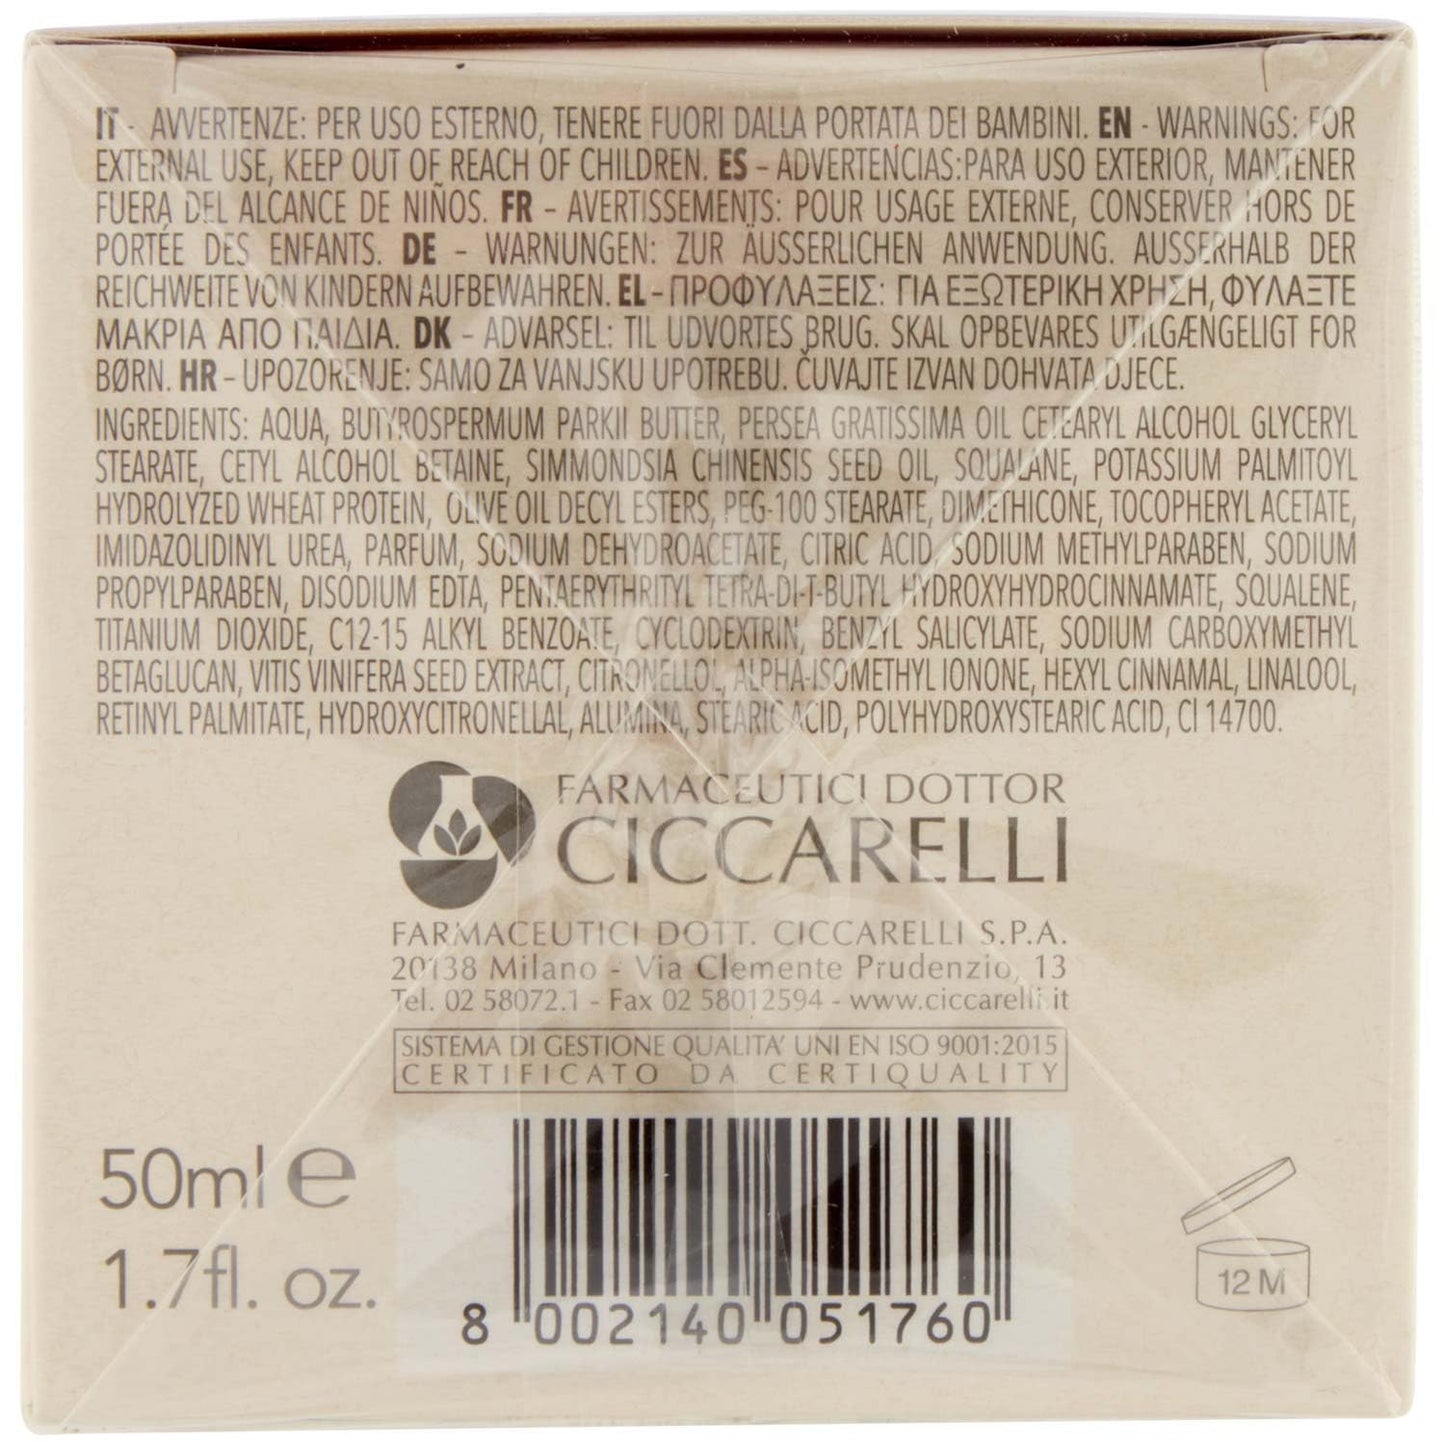 IT - AVVERTENZE: PER USO ESTERNO, TENERE FUORI DALLA PORTATA DEI BAMBINI. EN - WARNINGS: FOR
EXTERNAL USE, KEEP OUT OF REACH OF CHILDREN. ES – ADVERTENCIAS:PARA USO EXTERIOR, MANTENER
FUERA DEL ALCANCE DE NIÑOS. FR – AVERTISSEMENTS: POUR USAGE EXTERNE, CONSERVER HORS DE
PORTÉE DES ENFANTS. DE – WARNUNGEN: ZUR ÄUSSERLICHEN ANWENDUNG. AUSSERHALB DER
REICHWEITE VON KINDERN AUFBEWAHREN. EL – ΠΡΟΦΥΛΑΞΕΙΣ: ΓΙΑ ΕΞΩΤΕΡΙΚΗ ΧΡΗΣΗ, ΦΥΛΑΞΤΕ
ΜΑΚΡΙΑ ΑΠΟ ΠΑΙΔΙΑ. DK – ADVARSEL: TIL UDVORTES BRUG. SKAL OPBEVARES UTILGÆNGELIGT FOR
BØRN. HR – UPOZORENJE: SAMO ZA VANJSKU UPOTREBU. ČUVAJTE IZVAN DOHVATA DJECE.
INGREDIENTS: AQUA, BUTYROSPERMUM PARKII BUTTER, PERSEA GRATISSIMA OIL CETEARYL ALCOHOL GLYCERYL
STEARATE, CETYL ALCOHOL BETAINE, SIMMONDSIA CHINENSIS SEED OIL, SQUALANE, POTASSIUM PALMITOYL
HYDROLYZED WHEAT PROTEIN, OLIVE OIL DECYL ESTERS, PEG-100 STEARATE, DIMETHICONE, TOCOPHERYL ACETATE,
IMIDAZOLIDINYL UREA, PARFUM, SODIUM DEHYDROACETATE, CITRIC ACID, SODIUM METHYLPARABEN, SODIUM
PROPYLPARABEN, DISODIUM EDTA, PENTAERYTHRITYL TETRA-DI-T-BUTYL HYDROXYHYDROCINNAMATE, SQUALENE,
TITANIUM DIOXIDE, C12-15 ALKYL BENZOATE, CYCLODEXTRIN, BENZYL SALICYLATE, SODIUM CARBOXYMETHYL
BETAGLUCAN, VITIS VINIFERA SEED EXTRACT, CITRONELLOL, ALPHA-ISOMETHYL IONONE, HEXYL CINNAMAL, LINALOOL,
RETINYL PALMITATE, HYDROXYCITRONELLAL, ALUMINA, STEARIC ACID, POLYHYDROXYSTEARIC ACID, CI 14700.
FARMACEUTICI DOTTOR
CICCARELLI
FARMACEUTICI DOTT. CICCARELLI S.P.A.
20138 Milano - Via Clemente Prudenzio, 13
Tel. 02 58072.1 - Fax 02 58012594 - www.ciccarelli.it
SISTEMA DI GESTIONE QUALITA' UNI EN ISO 9001:2015
CERTIFICATO DA CERTIQUALITY
50ml e
1.7fl. oz.
8 002140 051760
12 M